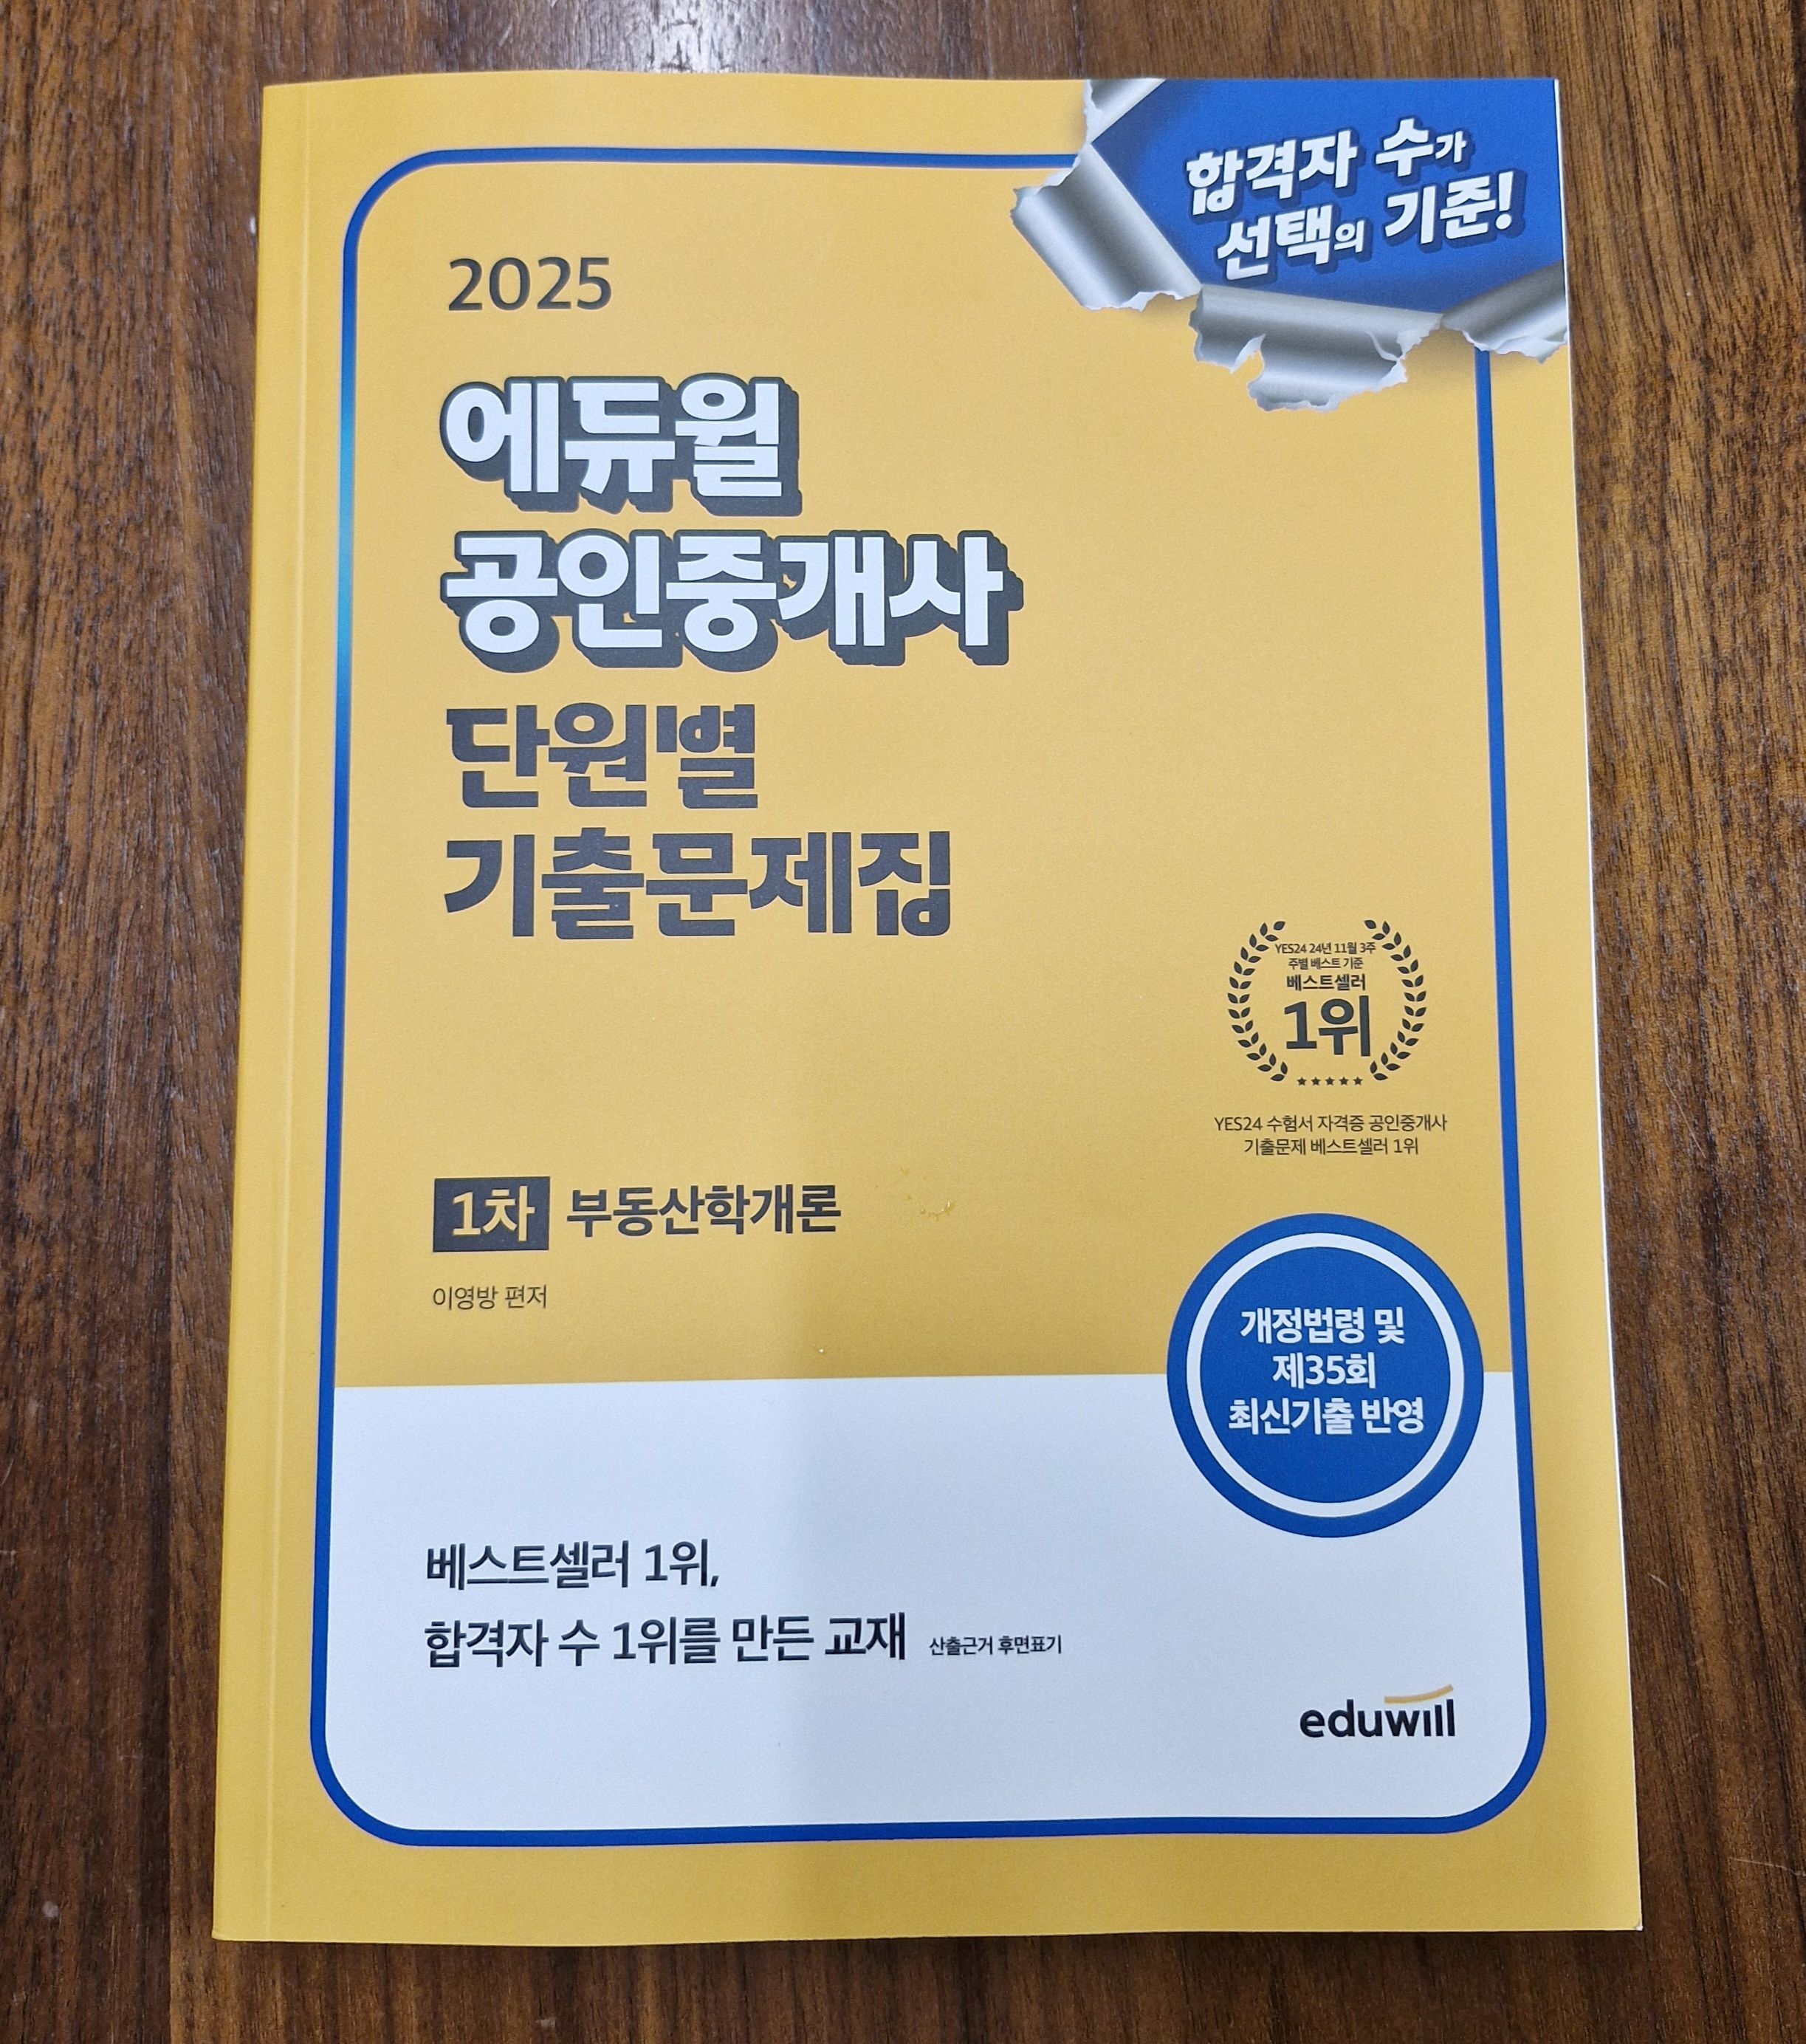 합격자 수가
선택의 기준!
2025
에듀윌
공인중개사
단원별
기출문제집
YES24 24년 11월 3주
주별 베스트 기준
베스트셀러
1위
YES24 수험서 자격증 공인중개사
기출문제 베스트셀러 1위
1차 부동산학개론
이영방 편저
개정법령 및
제35회
최신기출 반영
베스트셀러 1위,
합격자 수 1위를 만든 교재 산출근거 후면표기
eduwill